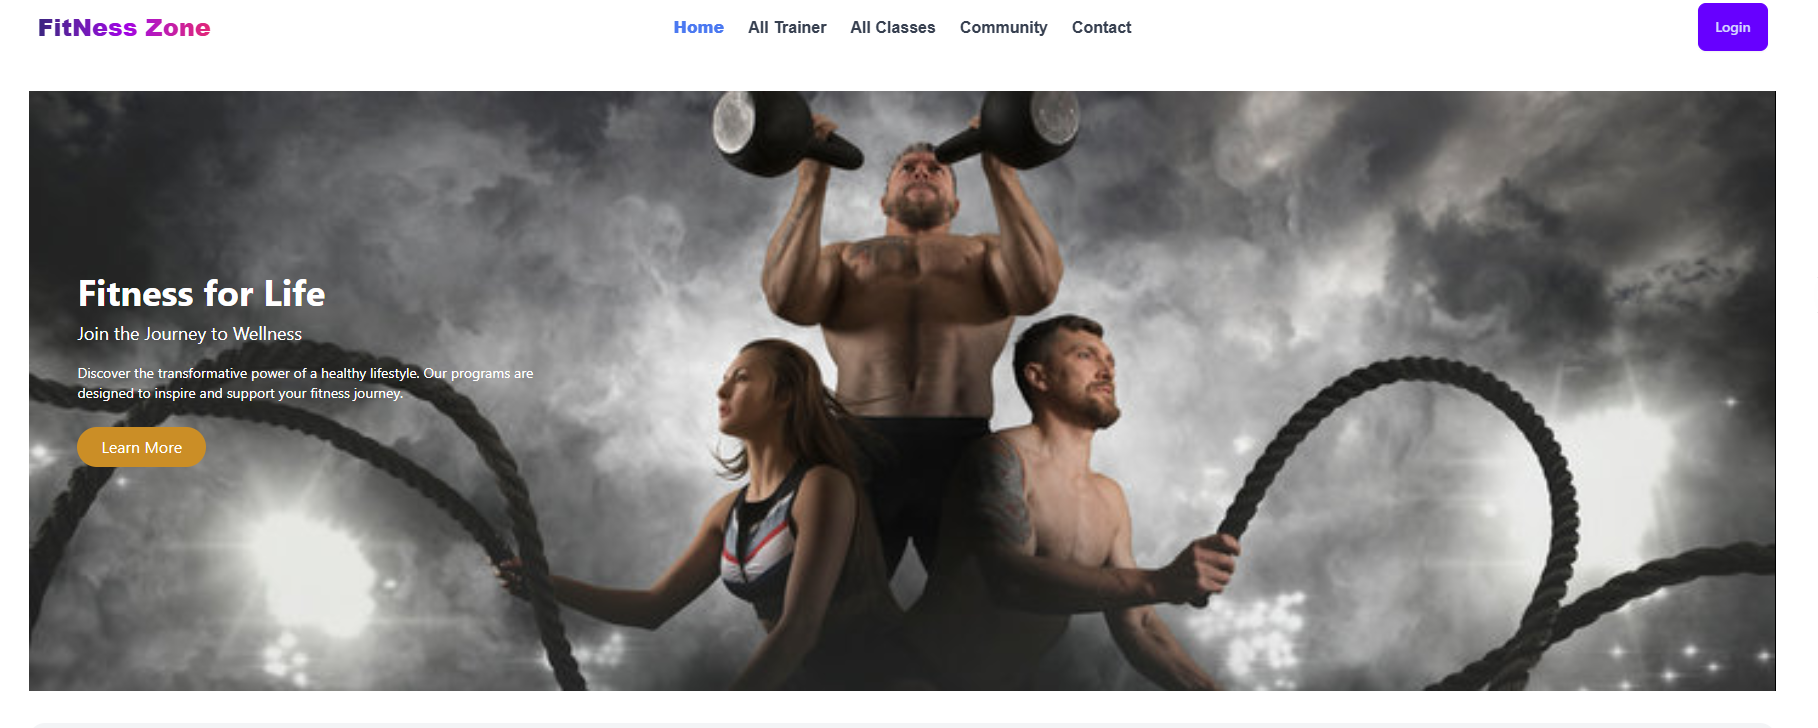 FitNess Zone
Home
All Trainer
All Classes
Community
Contact
Login
Fitness for Life
Join the Journey to Wellness
Discover the transformative power of a healthy lifestyle. Our programs are
designed to inspire and support your fitness journey.
Learn More